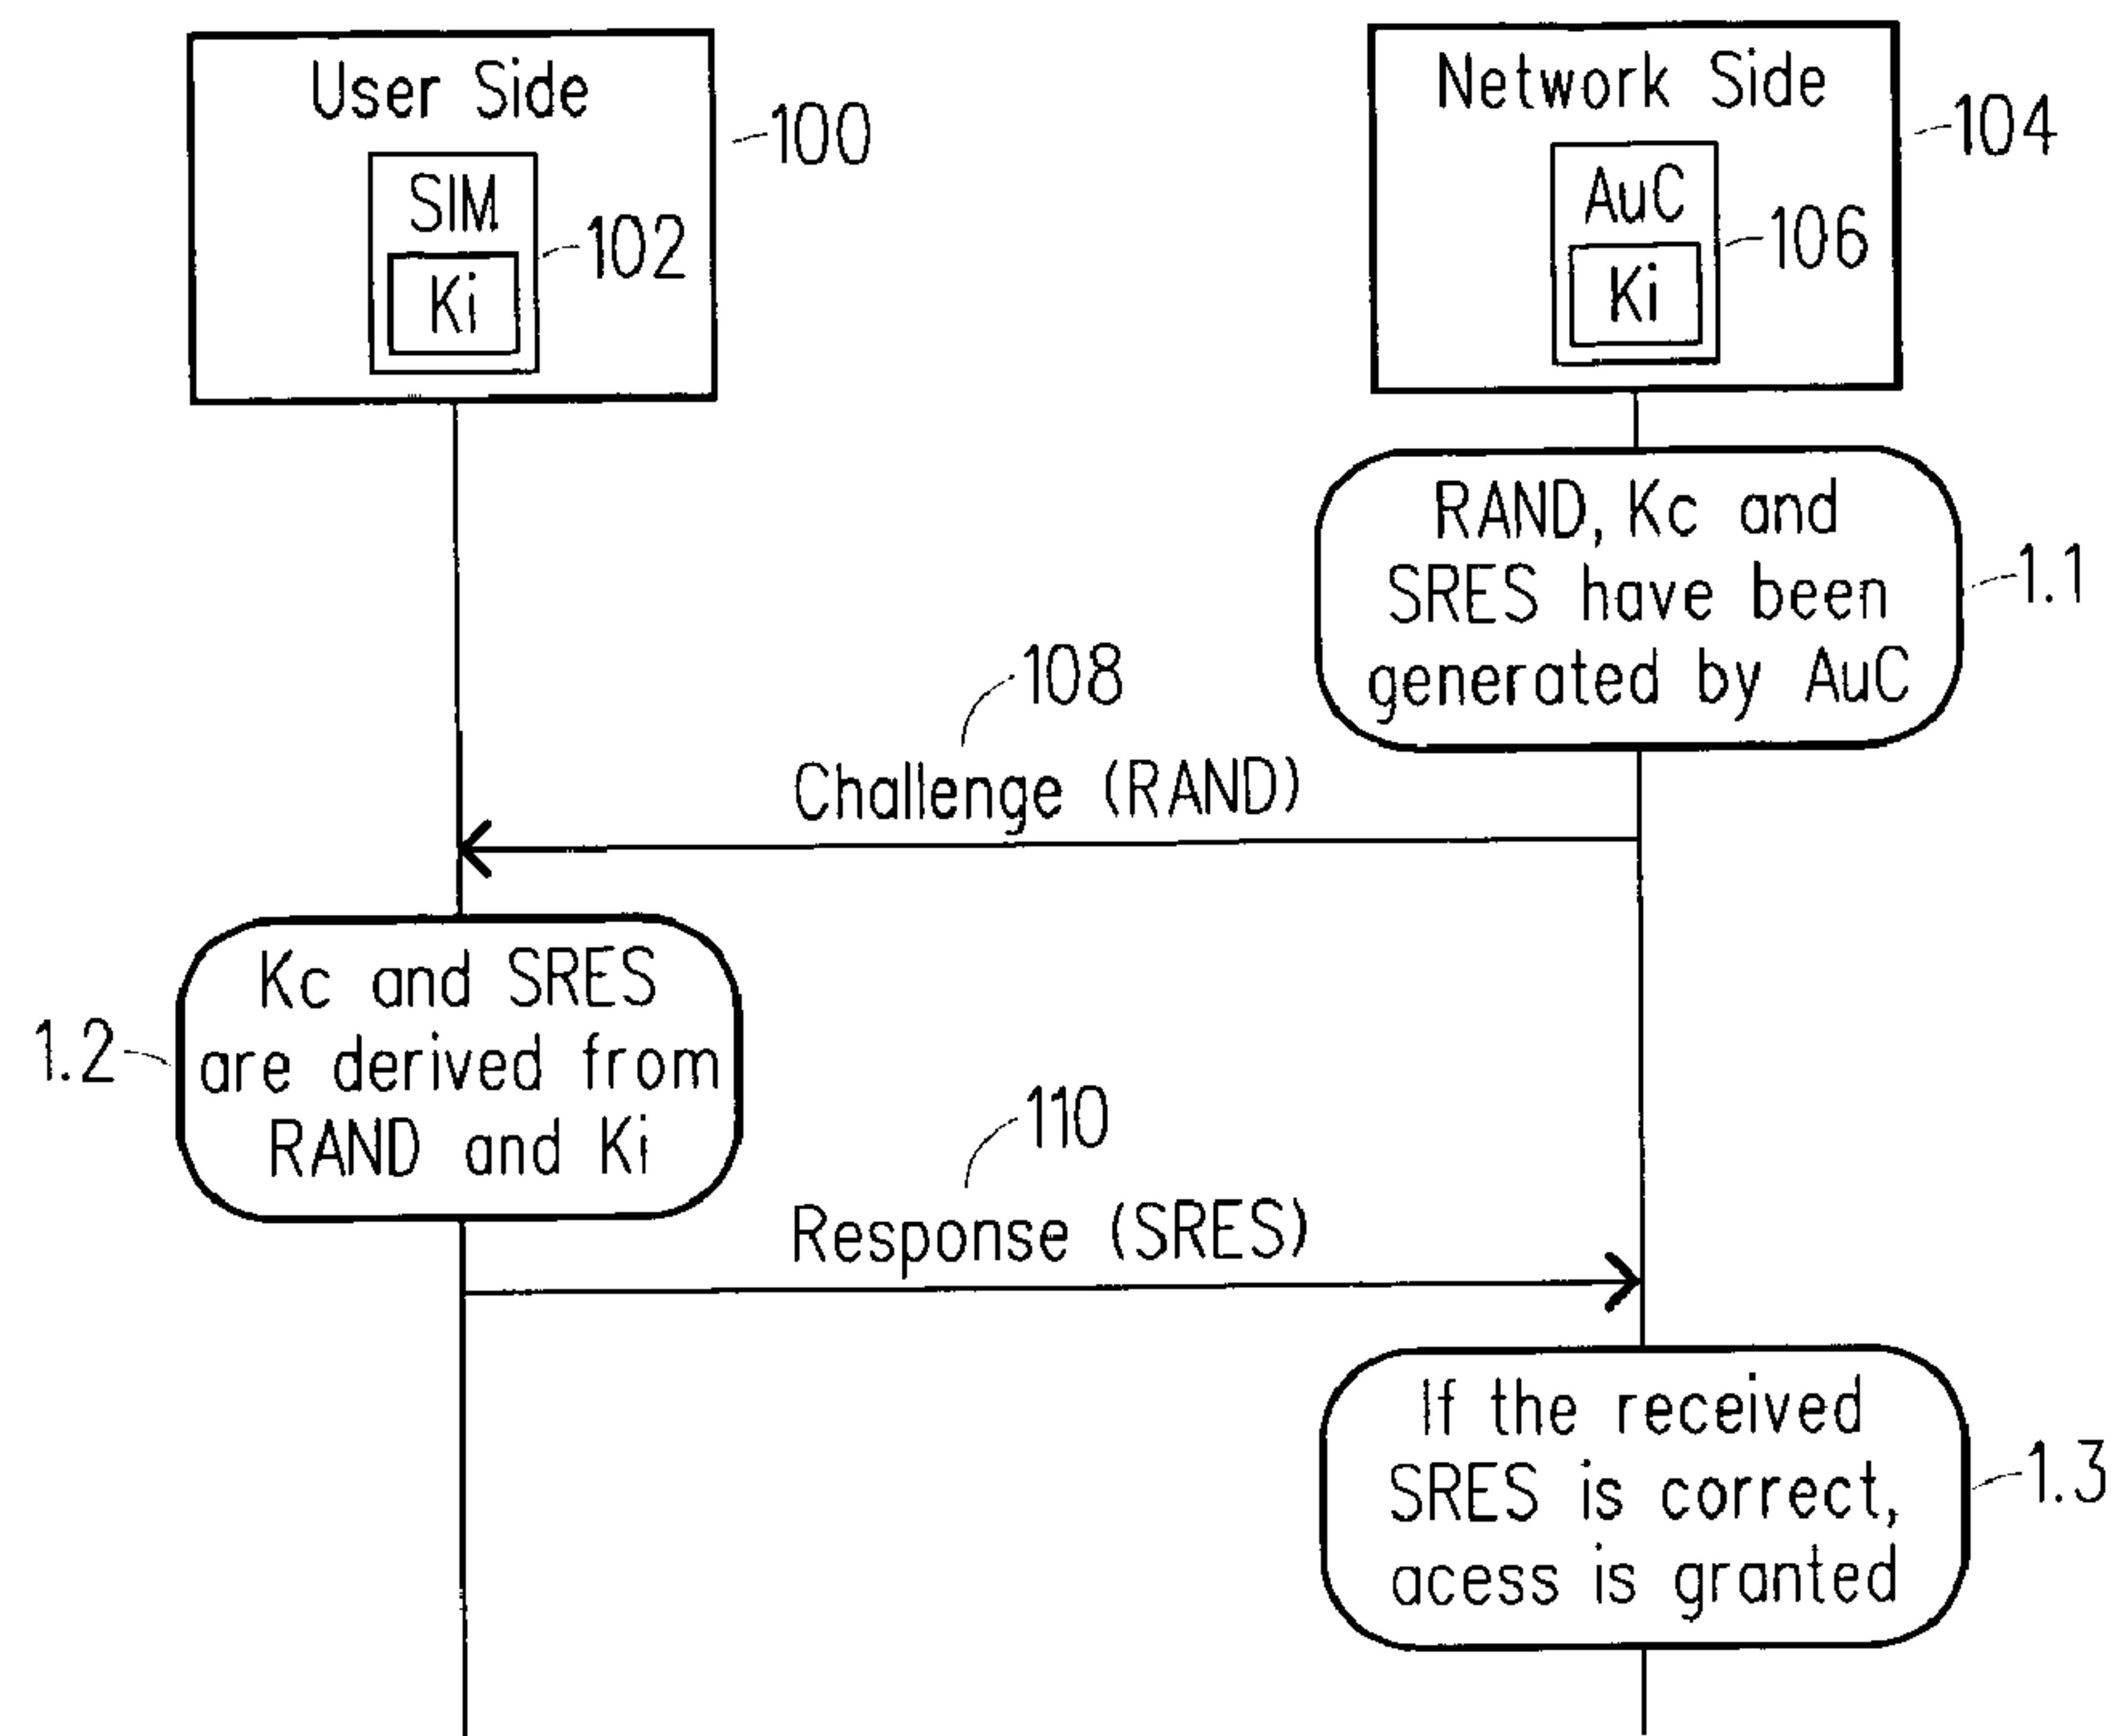 User Side
100
SIM
102
Ki
Network Side
104
AuC
106
Ki
RAND, Kc and
SRES have been
generated by AuC
1.1
108
Challenge (RAND)
Kc and SRES
are derived from
RAND and Ki
1.2
110
Response (SRES)
If the received
SRES is correct,
acess is granted
1.3